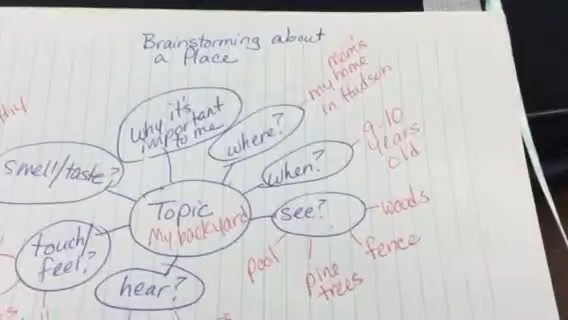 Brainstorming about
a Place
why it's
important
to me
where?
mom's
my home
in Hudson
when?
9-10
years
old
smell/taste?
Topic
My backyard
see?
woods
fence
pine
trees
pool
touch/
feel?
hear?